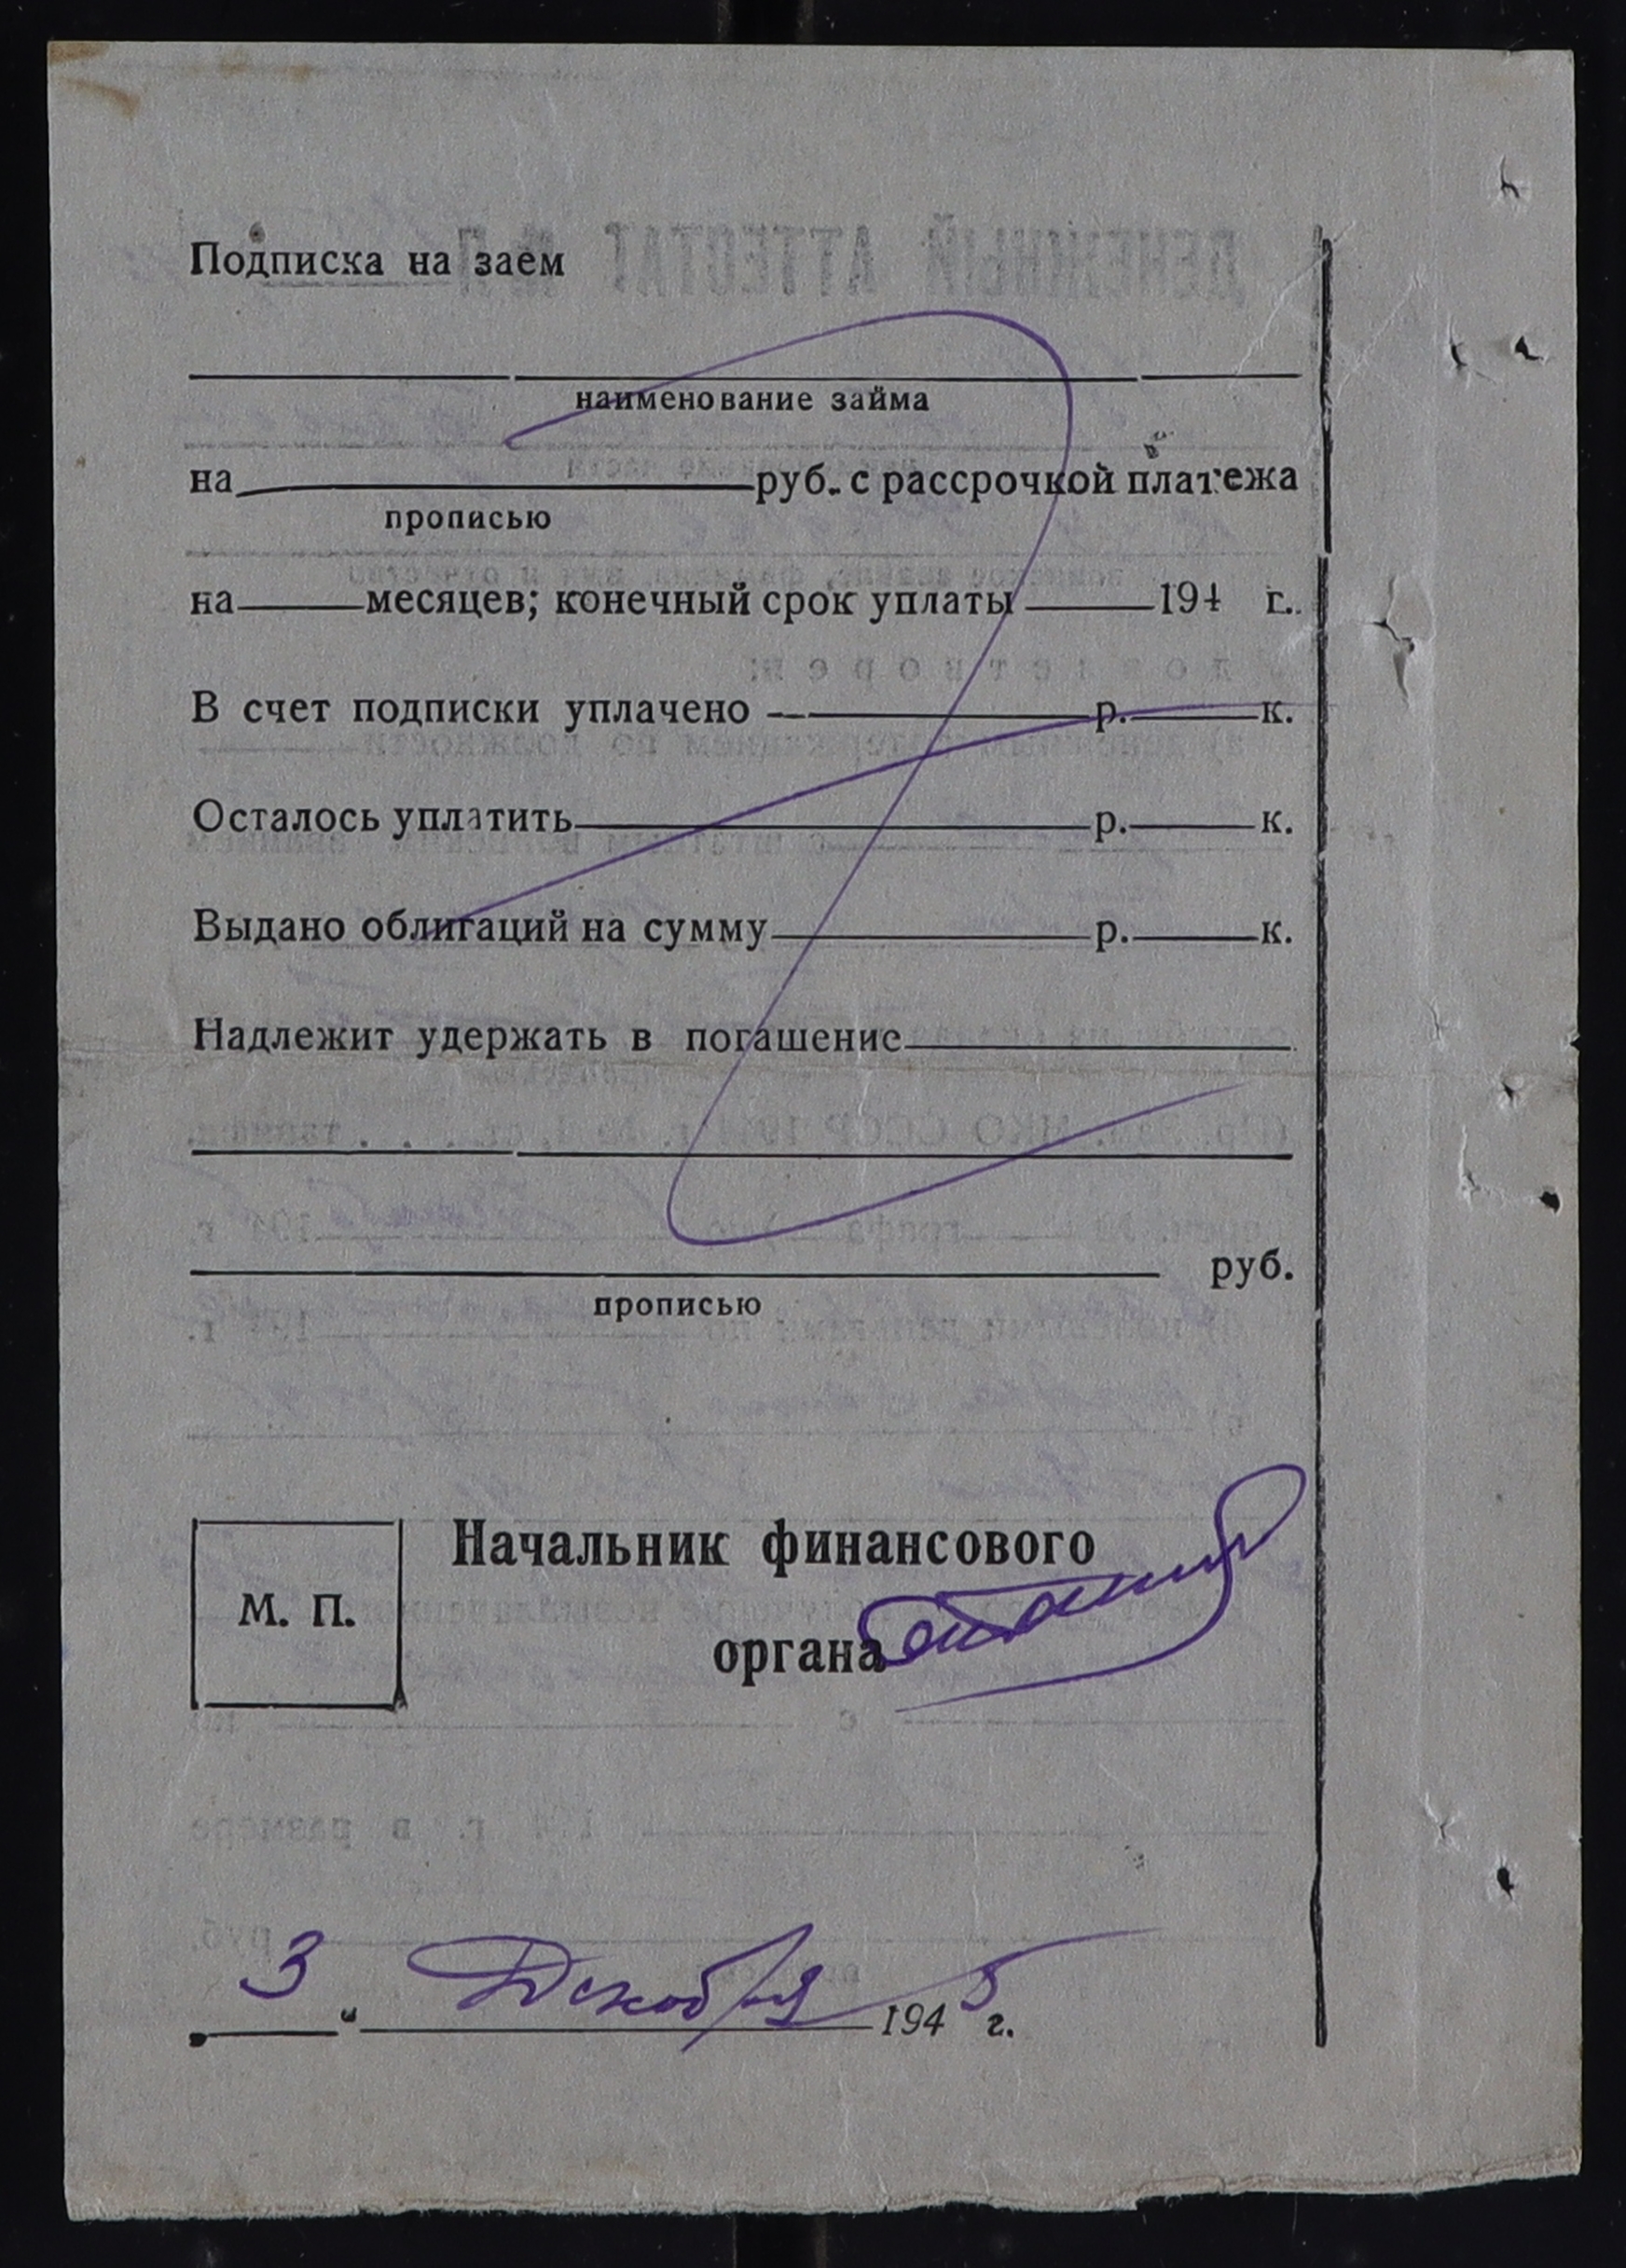 Подписка на заем
наименование займа
на руб. с рассрочкой платежа
прописью
на месяцев; конечный срок уплаты 194 г.
В счет подписки уплачено р. к.
Осталось уплатить р. к.
Выдано облигаций на сумму р. к.
Надлежит удержать в погашение
руб.
прописью
Начальник финансового
М. П.
органа
3 " Декабря 1945 г.